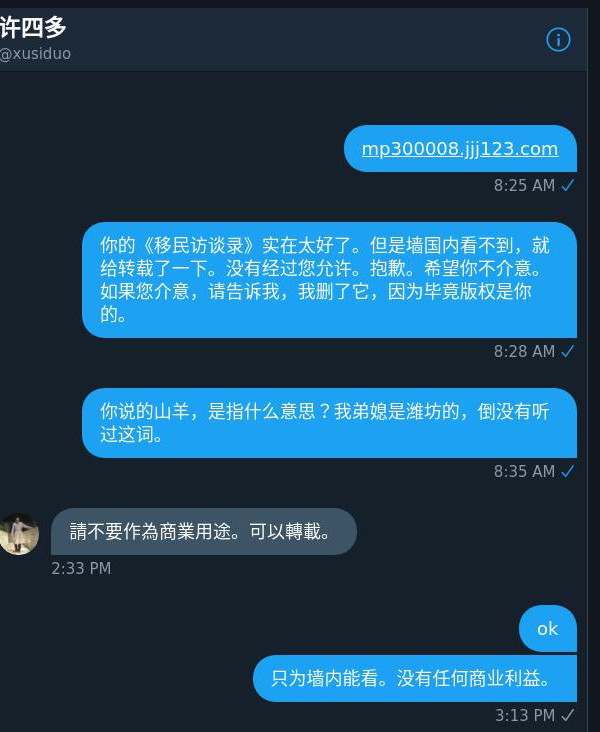 许四多
@xusiduo
mp300008.jjj123.com
8:25 AM ✓
你的《移民访谈录》实在太好了。但是墙国内看不到，就
给转载了一下。没有经过您允许。抱歉。希望你不介意。
如果您介意，请告诉我，我删了它，因为毕竟版权是你
的。
8:28 AM ✓
你说的山羊，是指什么意思？我弟媳是潍坊的，倒没有听
过这词。
8:35 AM ✓
請不要作為商業用途。可以轉載。
2:33 PM
ok
只为墙内能看。没有任何商业利益。
3:13 PM ✓